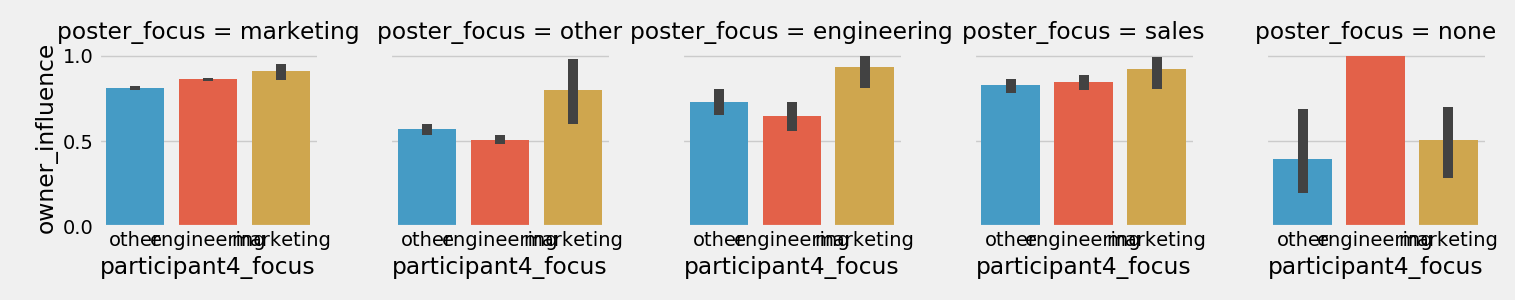 poster_focus = marketing
poster_focus = other
poster_focus = engineering
poster_focus = sales
poster_focus = none
owner_influence
1.0
0.5
0.0
other engineering marketing
other engineering marketing
other engineering marketing
other engineering marketing
other engineering marketing
participant4_focus
participant4_focus
participant4_focus
participant4_focus
participant4_focus